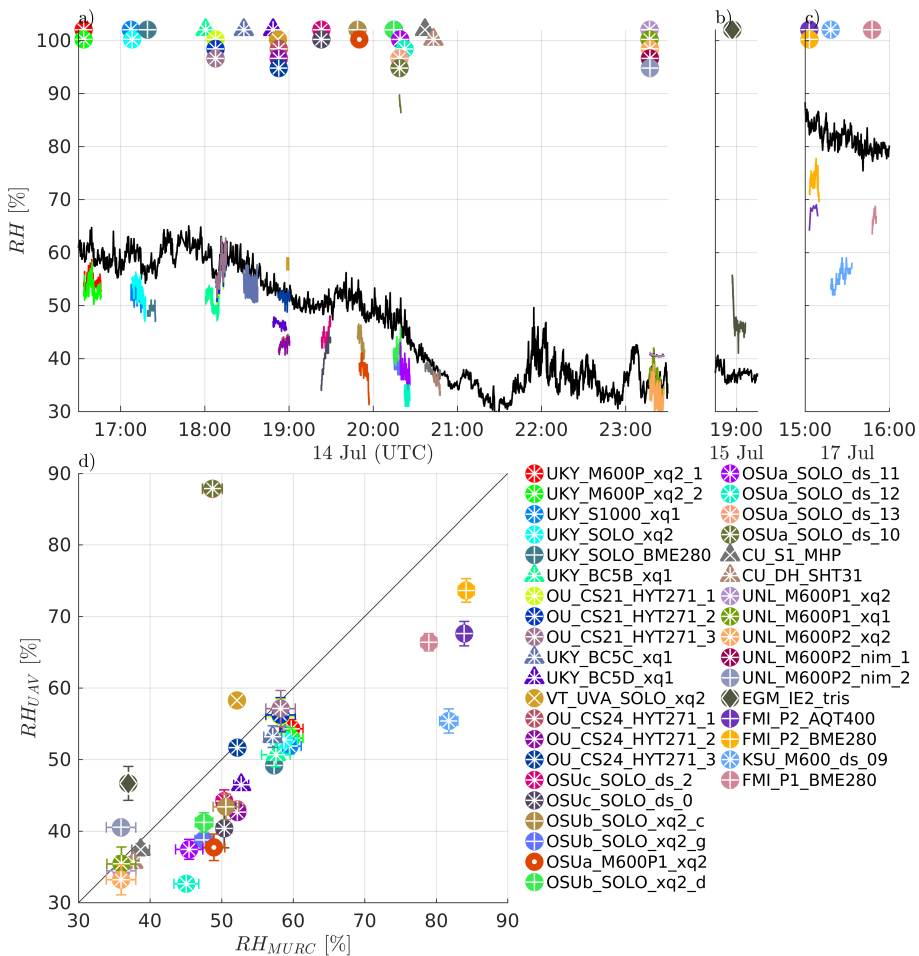 a)
b)
c)
100
90
80
70
60
50
40
30
RH [%]
17:00 18:00 19:00 20:00 21:00 22:00 23:00
14 Jul (UTC)
19:00
15 Jul
15:00 16:00
17 Jul
d)
90
80
70
60
50
40
30
RH_UAV [%]
30 40 50 60 70 80 90
RH_MURC [%]
UKY_M600P_xq2_1
UKY_M600P_xq2_2
UKY_S1000_xq1
UKY_SOLO_xq2
UKY_SOLO_BME280
UKY_BC5B_xq1
OU_CS21_HYT271_1
OU_CS21_HYT271_2
OU_CS21_HYT271_3
UKY_BC5C_xq1
UKY_BC5D_xq1
VT_UVA_SOLO_xq2
OU_CS24_HYT271_1
OU_CS24_HYT271_2
OU_CS24_HYT271_3
OSUc_SOLO_ds_2
OSUc_SOLO_ds_0
OSUb_SOLO_xq2_c
OSUb_SOLO_xq2_g
OSUa_M600P1_xq2
OSUb_SOLO_xq2_d
OSUa_SOLO_ds_11
OSUa_SOLO_ds_12
OSUa_SOLO_ds_13
OSUa_SOLO_ds_10
CU_S1_MHP
CU_DH_SHT31
UNL_M600P1_xq2
UNL_M600P1_xq1
UNL_M600P2_xq2
UNL_M600P2_nim_1
UNL_M600P2_nim_2
EGM_IE2_tris
FMI_P2_AQT400
FMI_P2_BME280
KSU_M600_ds_09
FMI_P1_BME280